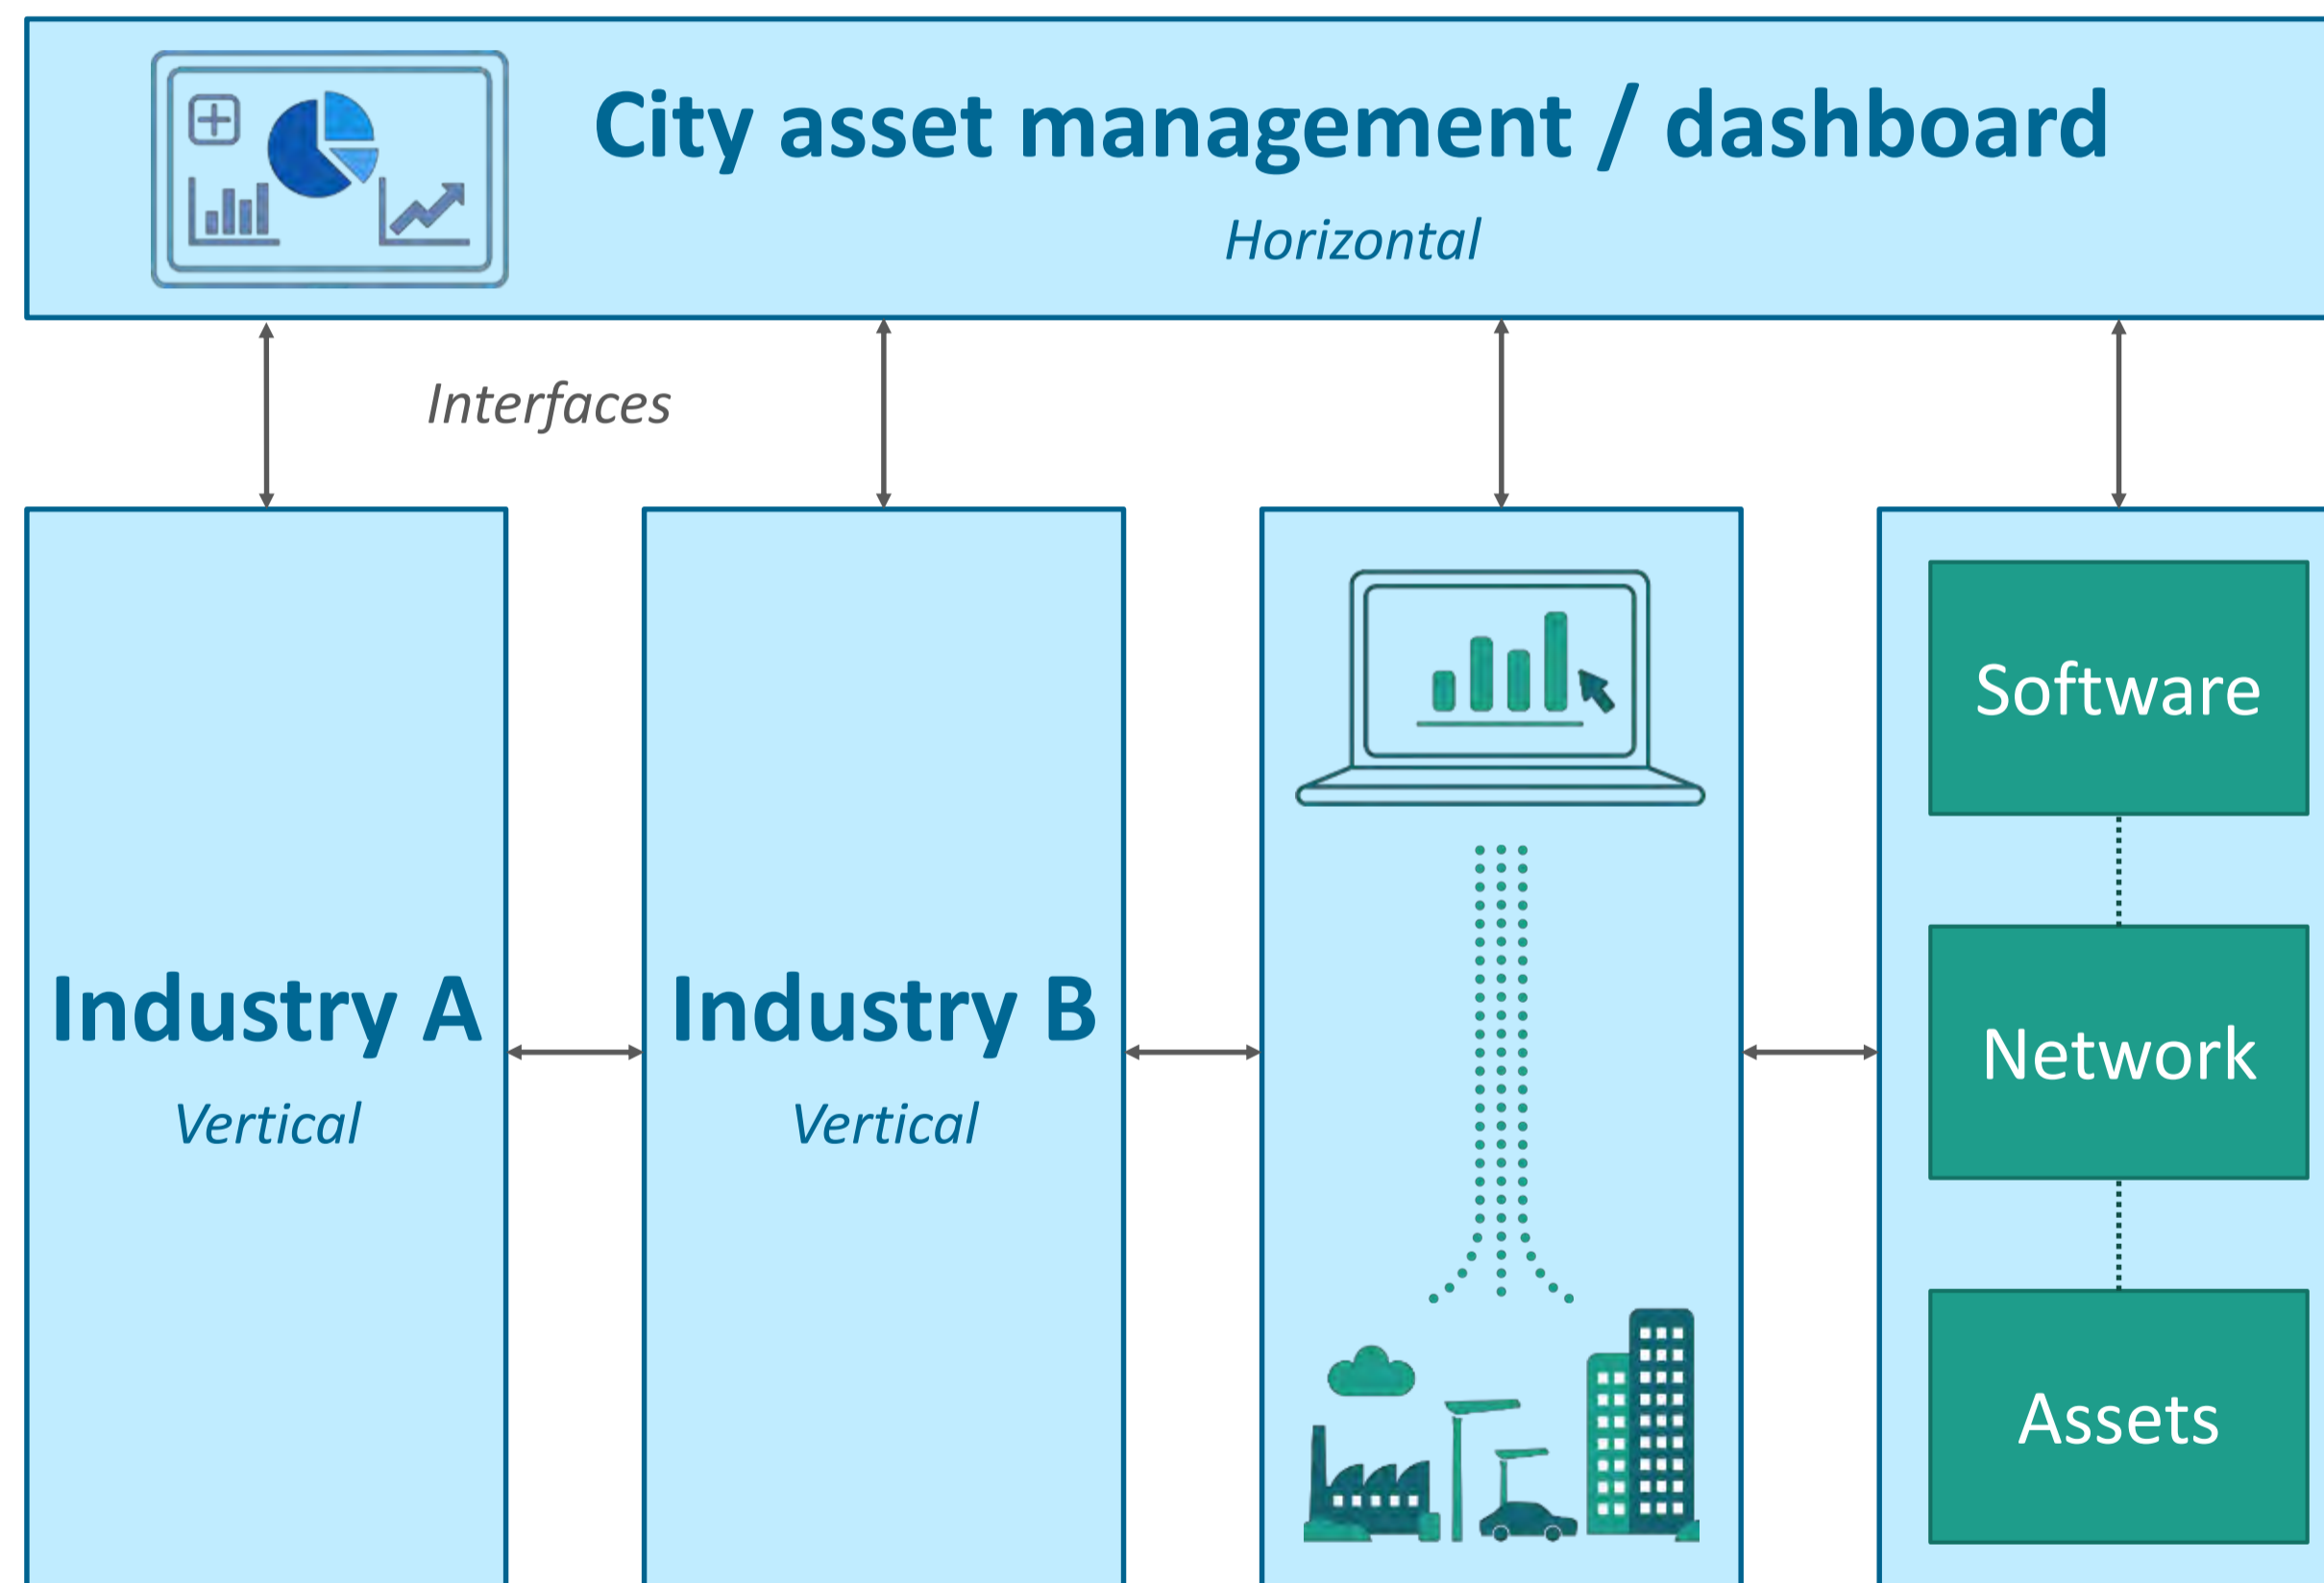 City asset management / dashboard
Horizontal
Interfaces
Industry A
Vertical
Industry B
Vertical
Software
Network
Assets